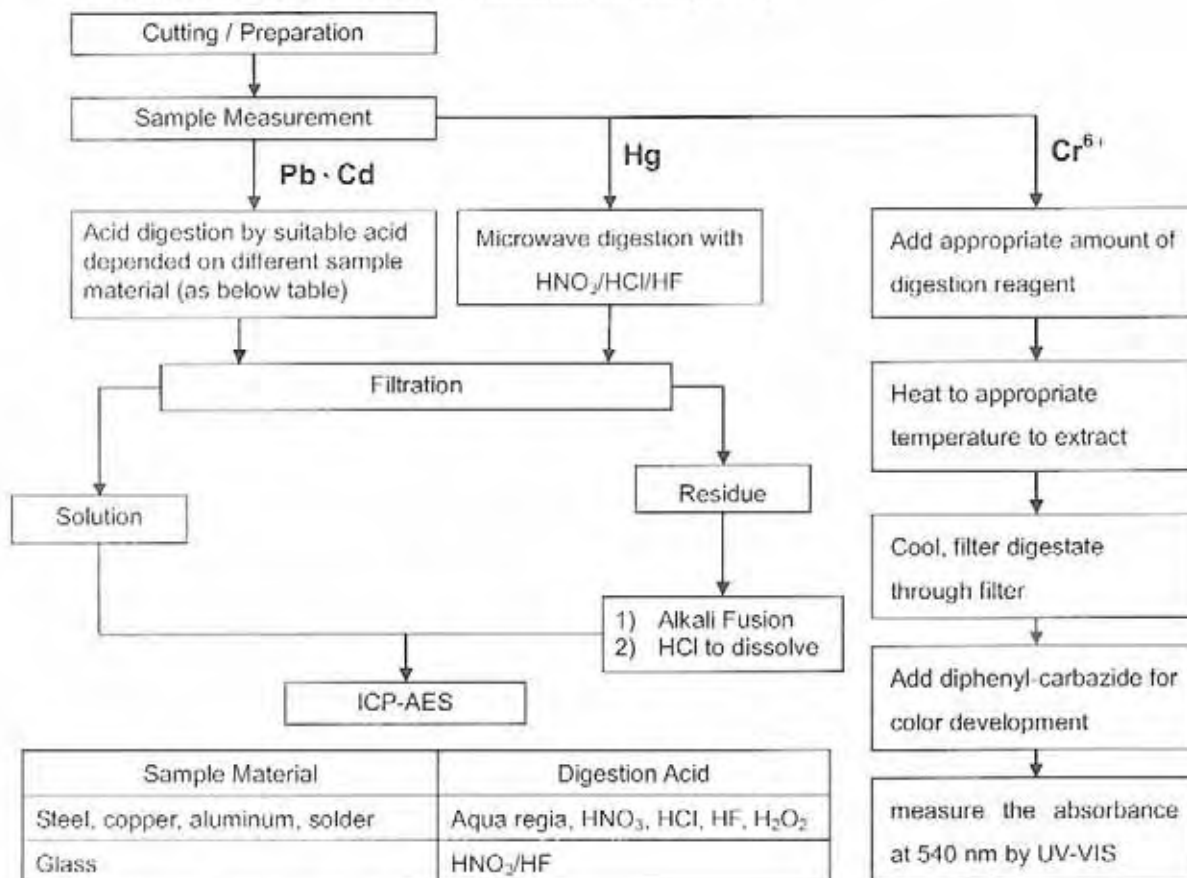 Cutting / Preparation
Sample Measurement
Pb · Cd
Hg
Cr⁶⁺
Acid digestion by suitable acid
depended on different sample
material (as below table)
Microwave digestion with
HNO₃/HCl/HF
Add appropriate amount of
digestion reagent
Filtration
Heat to appropriate
temperature to extract
Solution
Residue
Cool, filter digestate
through filter
1) Alkali Fusion
2) HCl to dissolve
ICP-AES
Add diphenyl-carbazide for
color development
Sample Material
Digestion Acid
Steel, copper, aluminum, solder
Aqua regia, HNO₃, HCl, HF, H₂O₂
Glass
HNO₃/HF
measure the absorbance
at 540 nm by UV-VIS